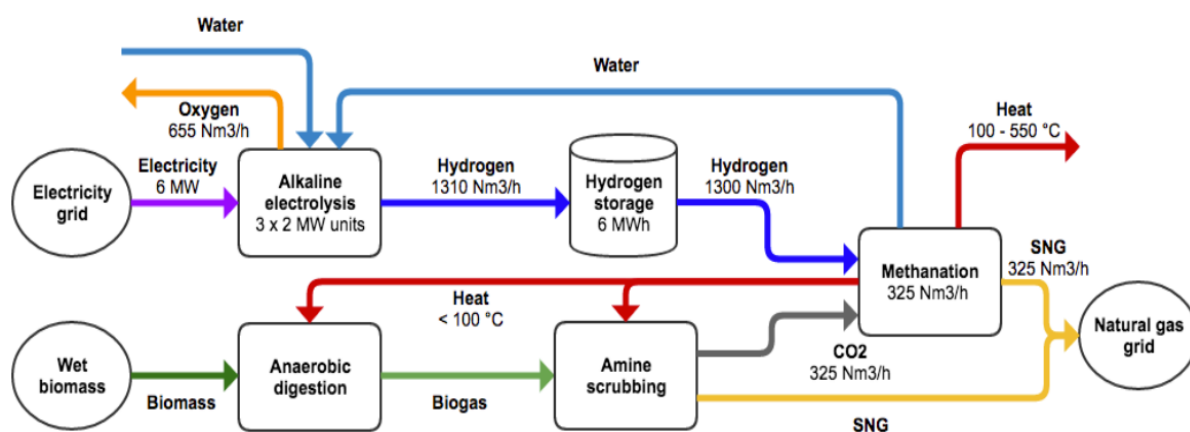 Water
Water
Oxygen
655 Nm3/h
Heat
100 - 550 °C
Electricity
6 MW
Electricity
grid
Alkaline
electrolysis
3 x 2 MW units
Hydrogen
1310 Nm3/h
Hydrogen
storage
6 MWh
Hydrogen
1300 Nm3/h
Methanation
325 Nm3/h
SNG
325 Nm3/h
Natural gas
grid
Heat
< 100 °C
Wet
biomass
Biomass
Anaerobic
digestion
Biogas
Amine
scrubbing
CO2
325 Nm3/h
SNG